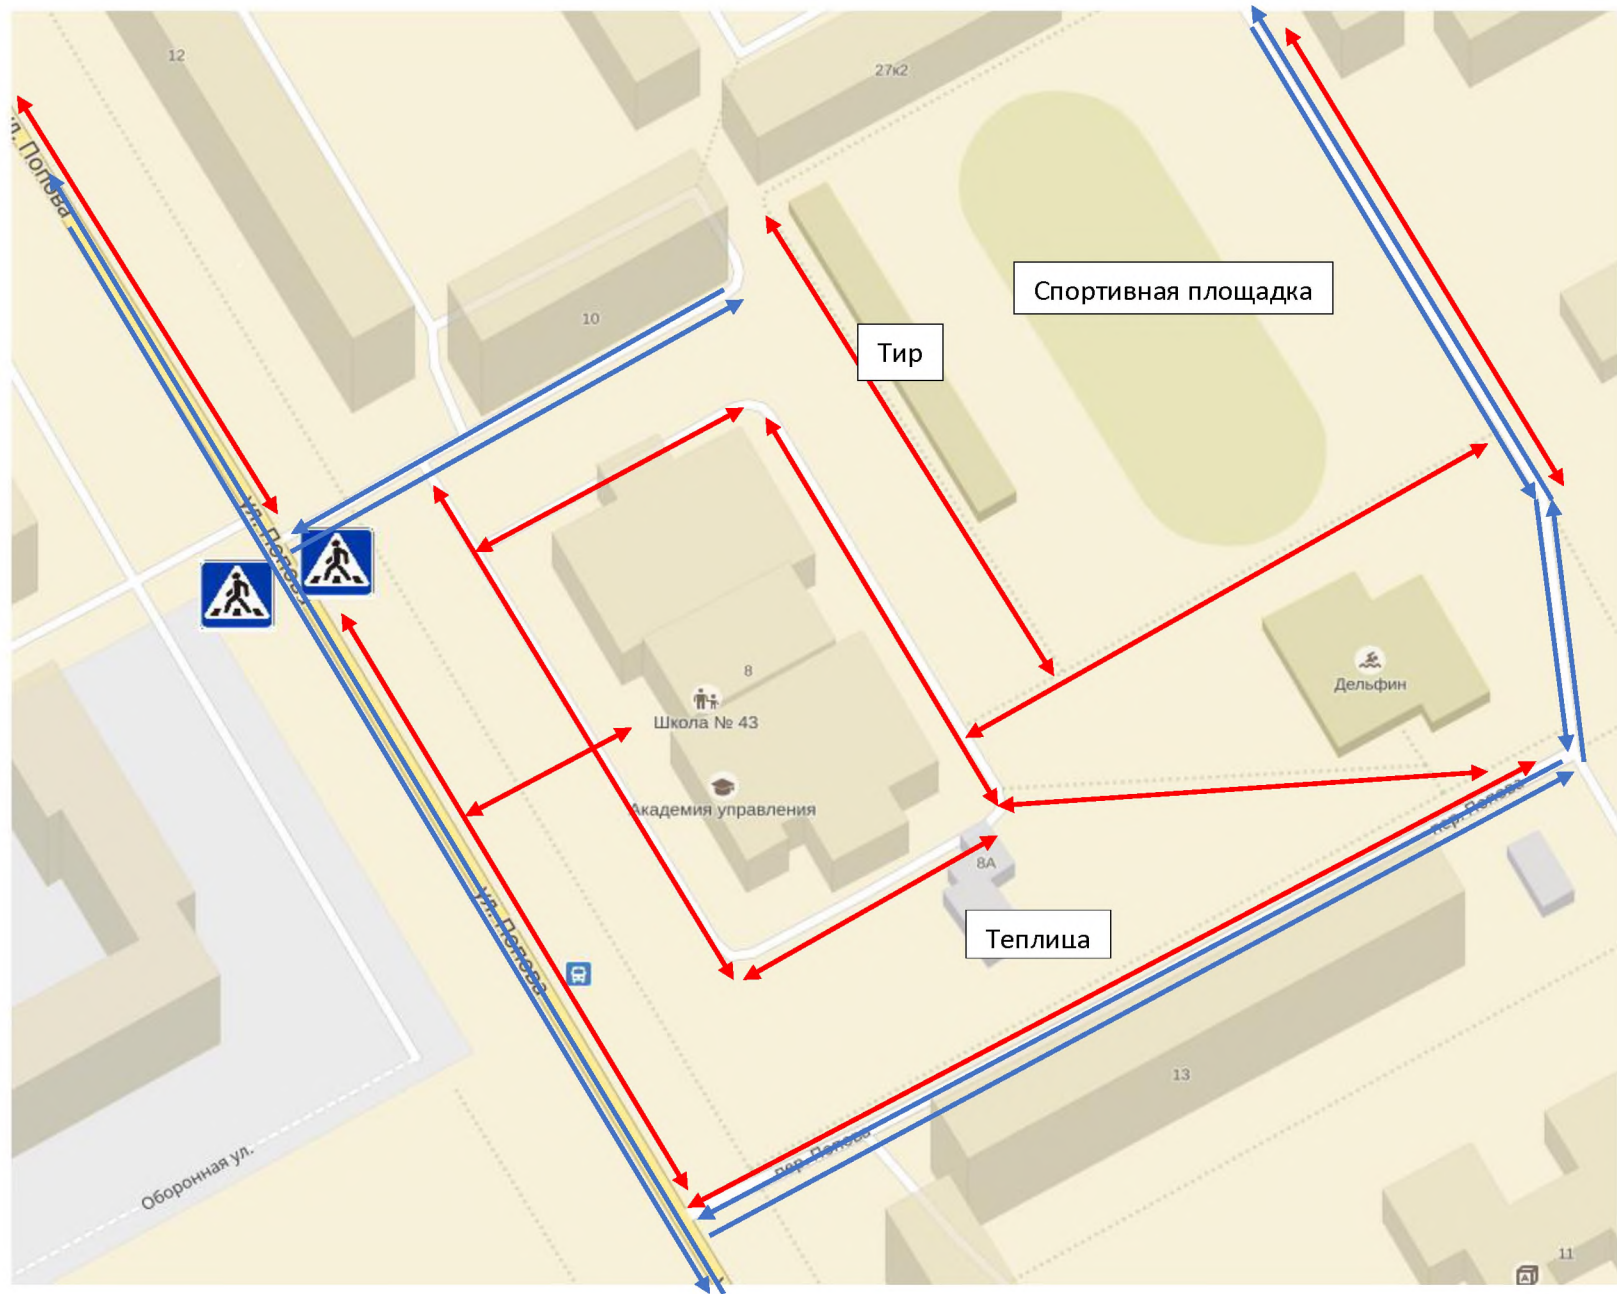 12
27к2
ул. Попова
Спортивная площадка
10
Тир
ул. Попова
8
Школа № 43
Дельфин
Академия управления
пер. Попова
8А
Теплица
ул. Попова
13
пер. Попова
Оборонная ул.
11